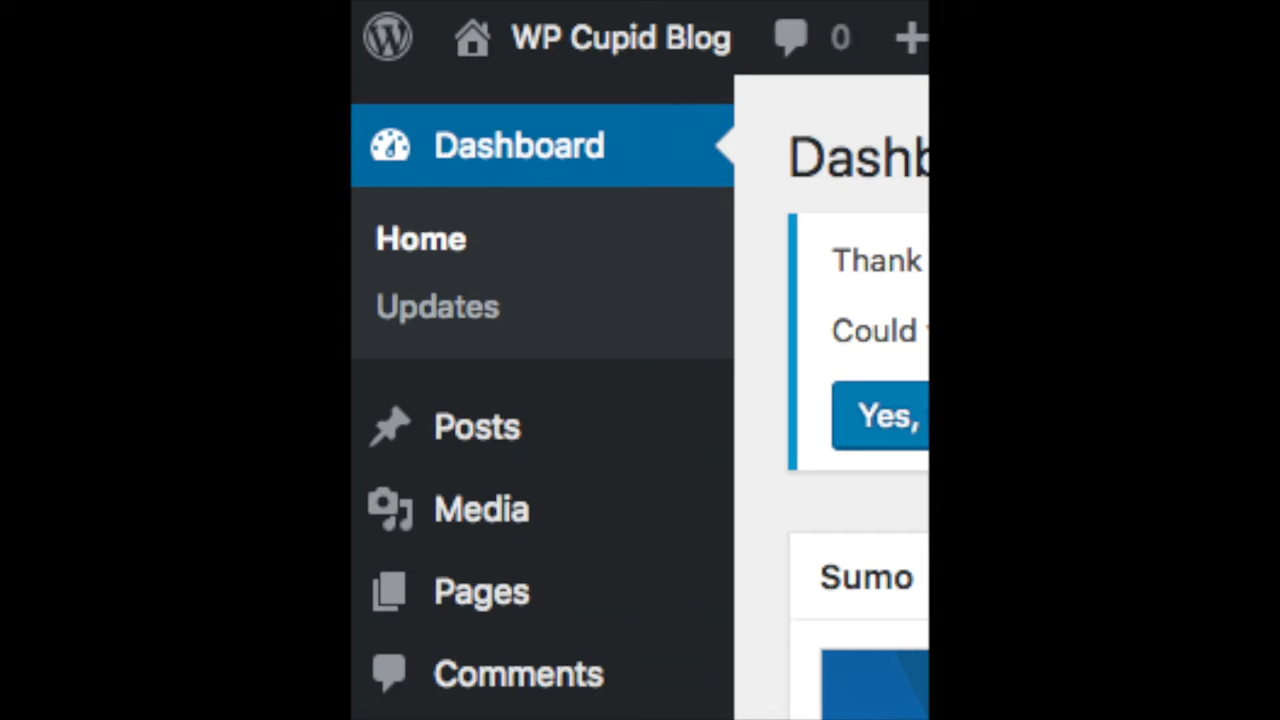 WP Cupid Blog 0
Dashboard
Home
Updates
Posts
Media
Pages
Comments
Dashb
Thank
Could
Yes,
Sumo